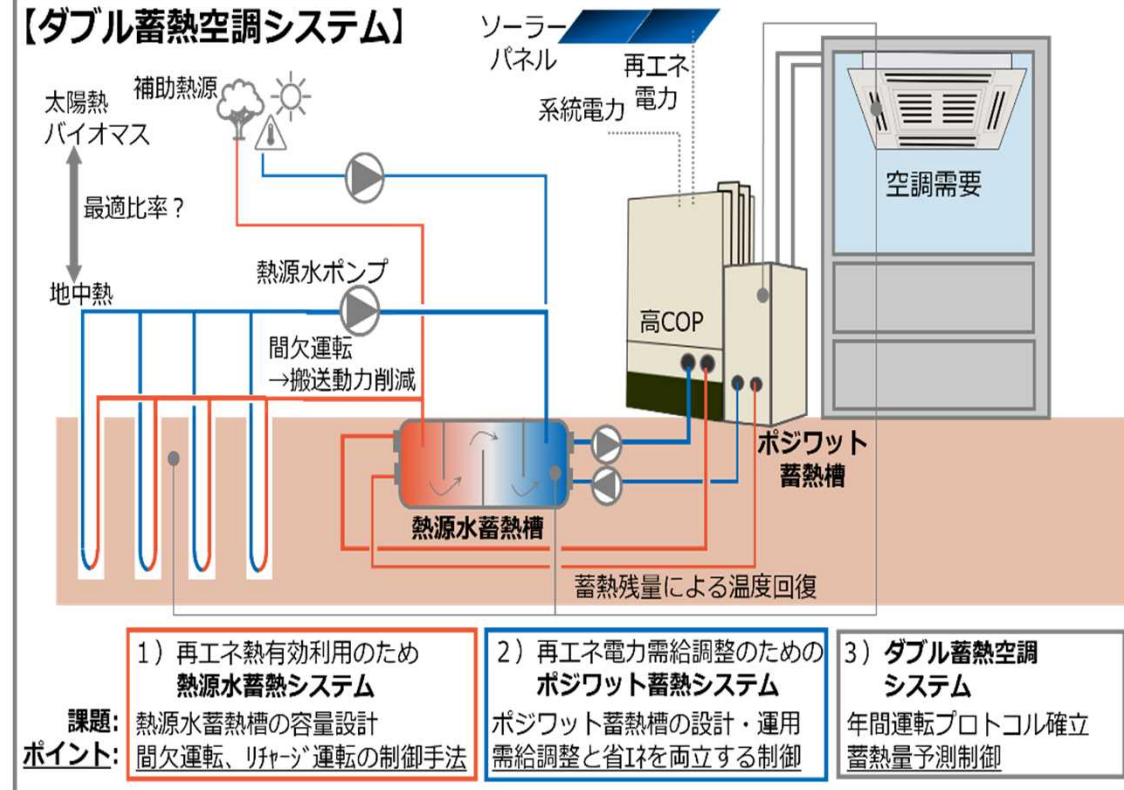 【ダブル蓄熱空調システム】
ソーラー
パネル
再エネ
電力
系統電力
補助熱源
太陽熱
バイオマス
最適比率？
地中熱
熱源水ポンプ
間欠運転
→搬送動力削減
高COP
空調需要
ポジワット
蓄熱槽
熱源水蓄熱槽
蓄熱残量による温度回復
1）再エネ熱有効利用のため
熱源水蓄熱システム
課題:
熱源水蓄熱槽の容量設計
ポイント:
間欠運転、ﾘﾁｬｰｼﾞ運転の制御手法
2）再エネ電力需給調整のための
ポジワット蓄熱システム
ポジワット蓄熱槽の設計・運用
需給調整と省ｴﾈを両立する制御
3）ダブル蓄熱空調
システム
年間運転プロトコル確立
蓄熱量予測制御